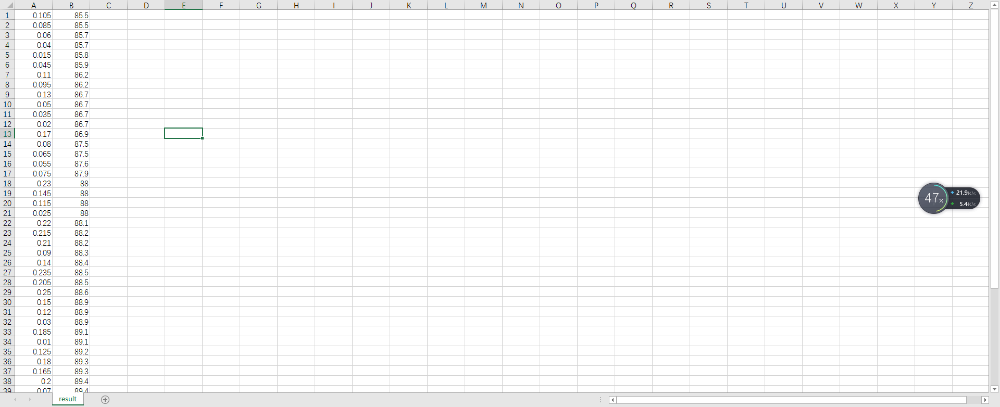 A B C D E F G H I J K L M N O P Q R S T U V W X Y Z
1 0.105 85.5
2 0.085 85.5
3 0.06 85.7
4 0.04 85.7
5 0.015 85.8
6 0.045 85.9
7 0.11 86.2
8 0.095 86.2
9 0.13 86.7
10 0.05 86.7
11 0.035 86.7
12 0.02 86.7
13 0.17 86.9
14 0.08 87.5
15 0.065 87.5
16 0.055 87.6
17 0.075 87.9
18 0.23 88
19 0.145 88
20 0.115 88
21 0.025 88
22 0.22 88.1
23 0.215 88.2
24 0.21 88.2
25 0.09 88.3
26 0.14 88.4
27 0.235 88.5
28 0.205 88.5
29 0.25 88.6
30 0.15 88.9
31 0.12 88.9
32 0.03 88.9
33 0.185 89.1
34 0.01 89.1
35 0.125 89.2
36 0.18 89.3
37 0.165 89.3
38 0.2 89.4
39 0.07 89.4
47%
21.9K/s
5.4K/s
result